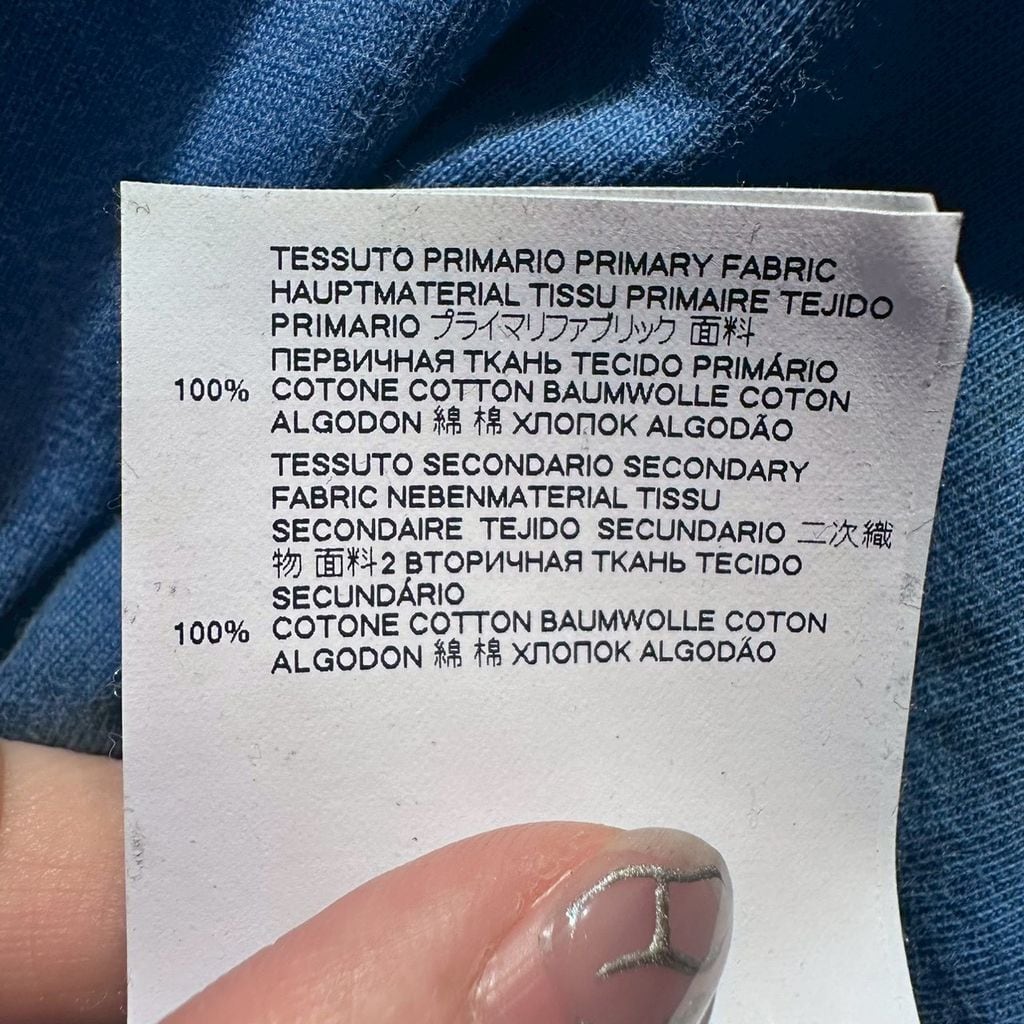 TESSUTO PRIMARIO PRIMARY FABRIC
HAUPTMATERIAL TISSU PRIMAIRE TEJIDO
PRIMARIO プライマリファブリック 面料
ПЕРВИЧНАЯ ТКАНЬ TECIDO PRIMÁRIO
100% COTONE COTTON BAUMWOLLE COTON
ALGODON 綿 棉 ХЛОПОК ALGODÃO
TESSUTO SECONDARIO SECONDARY
FABRIC NEBENMATERIAL TISSU
SECONDAIRE TEJIDO SECUNDARIO 二次織
物 面料2 ВТОРИЧНАЯ ТКАНЬ TECIDO
SECUNDÁRIO
100% COTONE COTTON BAUMWOLLE COTON
ALGODON 綿 棉 ХЛОПОК ALGODÃO